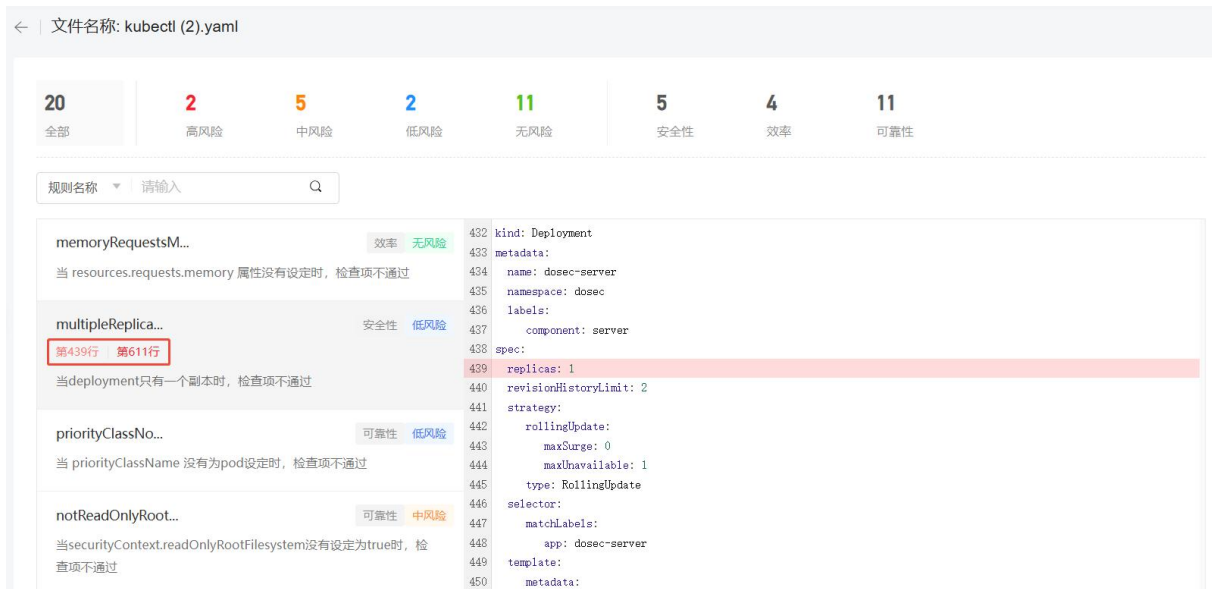 ← 文件名称: kubectl (2).yaml
20 2 5 2 11 5 4 11
全部 高风险 中风险 低风险 无风险 安全性 效率 可靠性
规则名称 请输入
memoryRequestsM... 效率 无风险
当 resources.requests.memory 属性没有设定时，检查项不通过
multipleReplica... 安全性 低风险
第439行 第611行
当deployment只有一个副本时，检查项不通过
priorityClassNo... 可靠性 低风险
当 priorityClassName 没有为pod设定时，检查项不通过
notReadOnlyRoot... 可靠性 中风险
当securityContext.readOnlyRootFilesystem没有设定为true时，检
查项不通过
432 kind: Deployment
433 metadata:
434 name: dosec-server
435 namespace: dosec
436 labels:
437 component: server
438 spec:
439 replicas: 1
440 revisionHistoryLimit: 2
441 strategy:
442 rollingUpdate:
443 maxSurge: 0
444 maxUnavailable: 1
445 type: RollingUpdate
446 selector:
447 matchLabels:
448 app: dosec-server
449 template:
450 metadata: